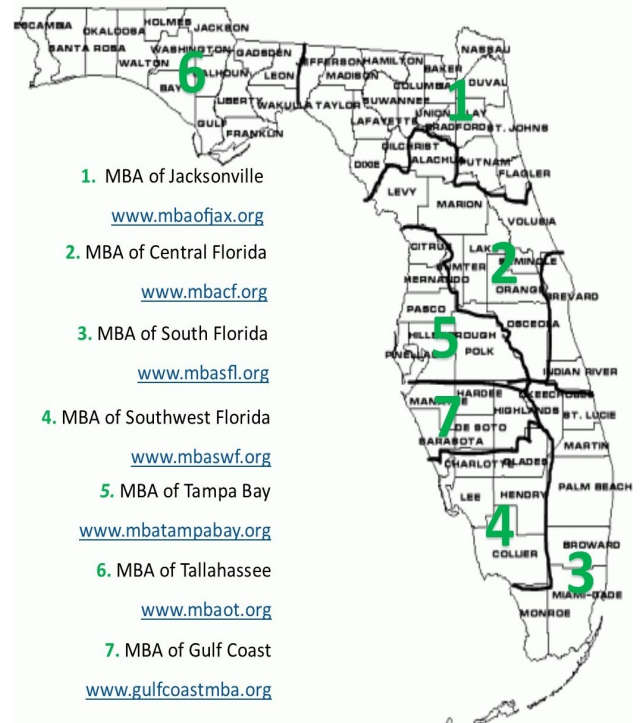 ESCAMBIA
OKALOOSA
HOLMES
JACKSON
SANTA ROSA
WALTON
WASHINGTON
GADSDEN
6
CALHOUN
LEON
BAY
LIBERTY
WAKULLA
GULF
FRANKLIN
JEFFERSON
HAMILTON
MADISON
TAYLOR
SUWANNEE
COLUMBIA
BAKER
NASSAU
DUVAL
1
UNION
CLAY
LAFAYETTE
BRADFORD
ST. JOHNS
GILCHRIST
DIXIE
ALACHUA
PUTNAM
FLAGLER
LEVY
MARION
VOLUSIA
CITRUS
LAKE
2
SEMINOLE
SUMTER
HERNANDO
ORANGE
BREVARD
PASCO
OSCEOLA
HILLSBOROUGH
5
PINELLAS
POLK
INDIAN RIVER
HARDEE
OKEECHOBEE
MANATEE
7
HIGHLANDS
ST. LUCIE
DE SOTO
SARASOTA
MARTIN
CHARLOTTE
GLADES
PALM BEACH
LEE
HENDRY
4
COLLIER
BROWARD
3
MIAMI-DADE
MONROE
1. MBA of Jacksonville
www.mbaofjax.org
2. MBA of Central Florida
www.mbacf.org
3. MBA of South Florida
www.mbasfl.org
4. MBA of Southwest Florida
www.mbaswf.org
5. MBA of Tampa Bay
www.mbatampabay.org
6. MBA of Tallahassee
www.mbaot.org
7. MBA of Gulf Coast
www.gulfcoastmba.org